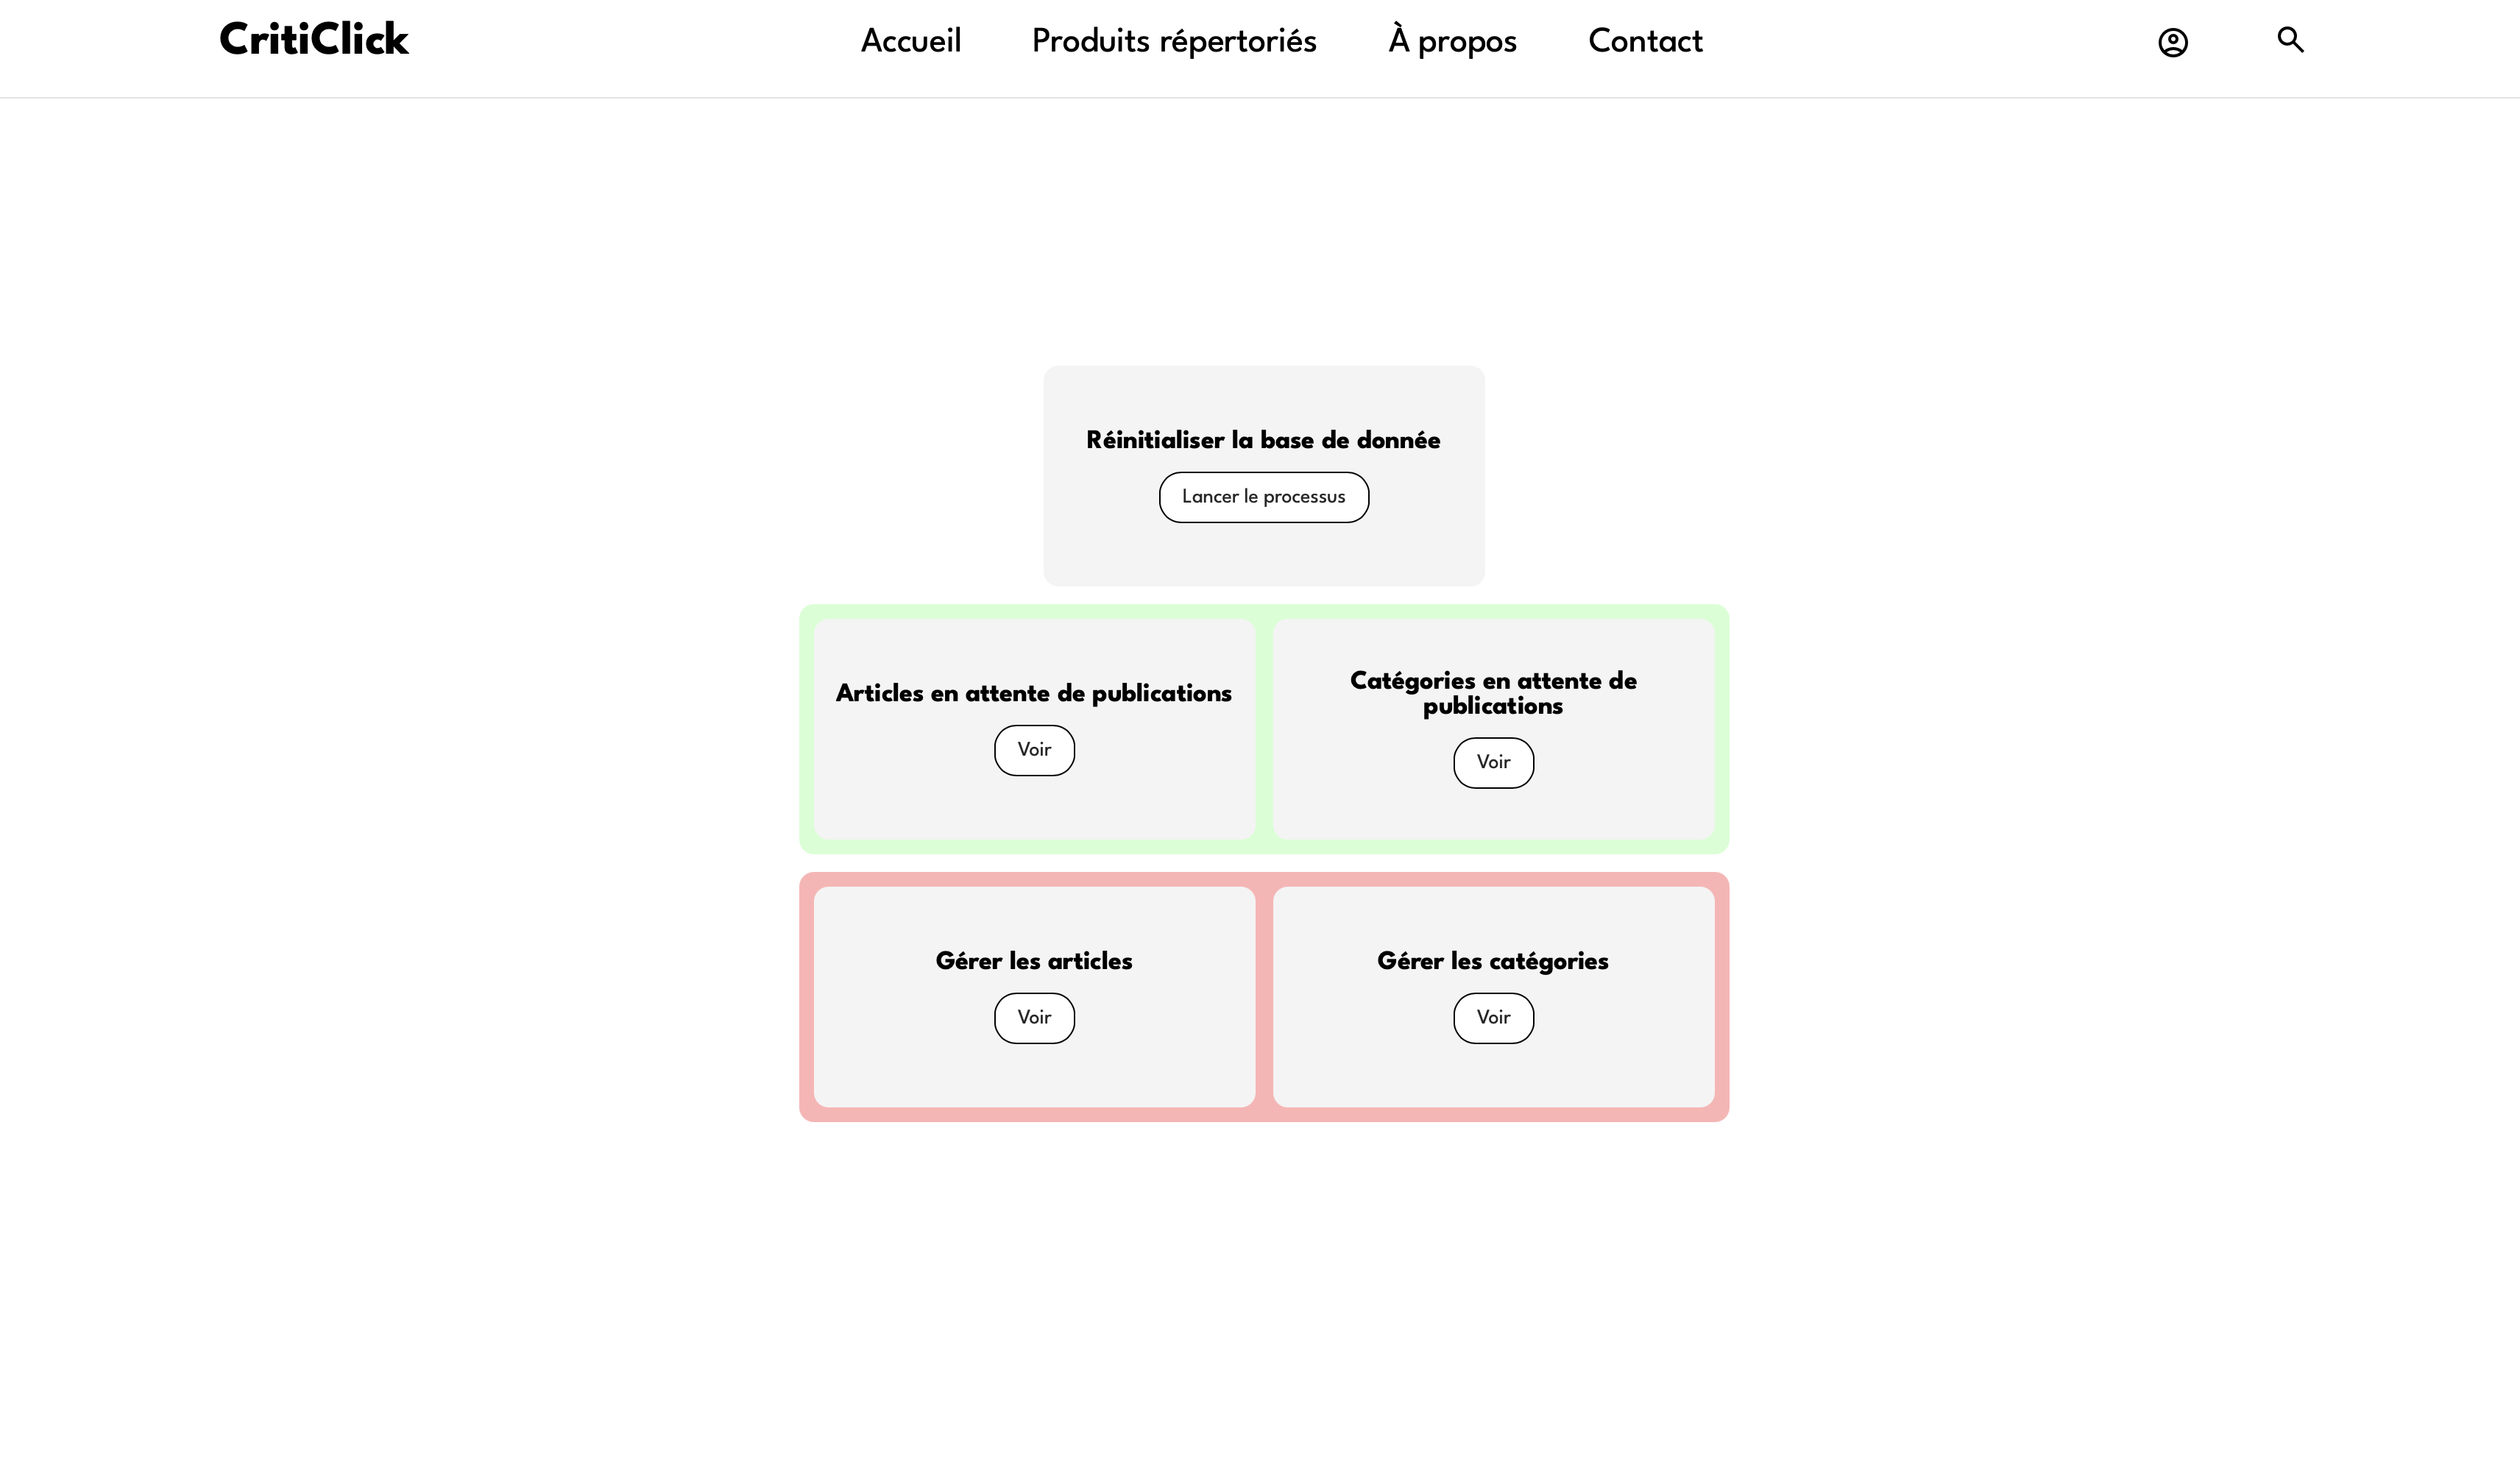 CritiClick
Accueil
Produits répertoriés
À propos
Contact
Réinitialiser la base de donnée
Lancer le processus
Articles en attente de publications
Voir
Catégories en attente de
publications
Voir
Gérer les articles
Voir
Gérer les catégories
Voir